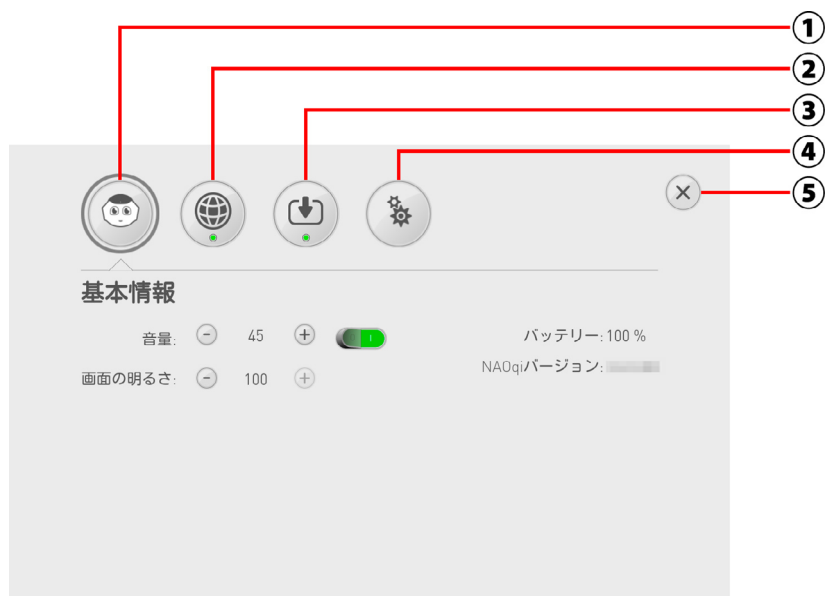 ①
②
③
④
⑤
基本情報
音量: - 45 + I
バッテリー: 100 %
画面の明るさ: - 100 +
NAOqiバージョン: